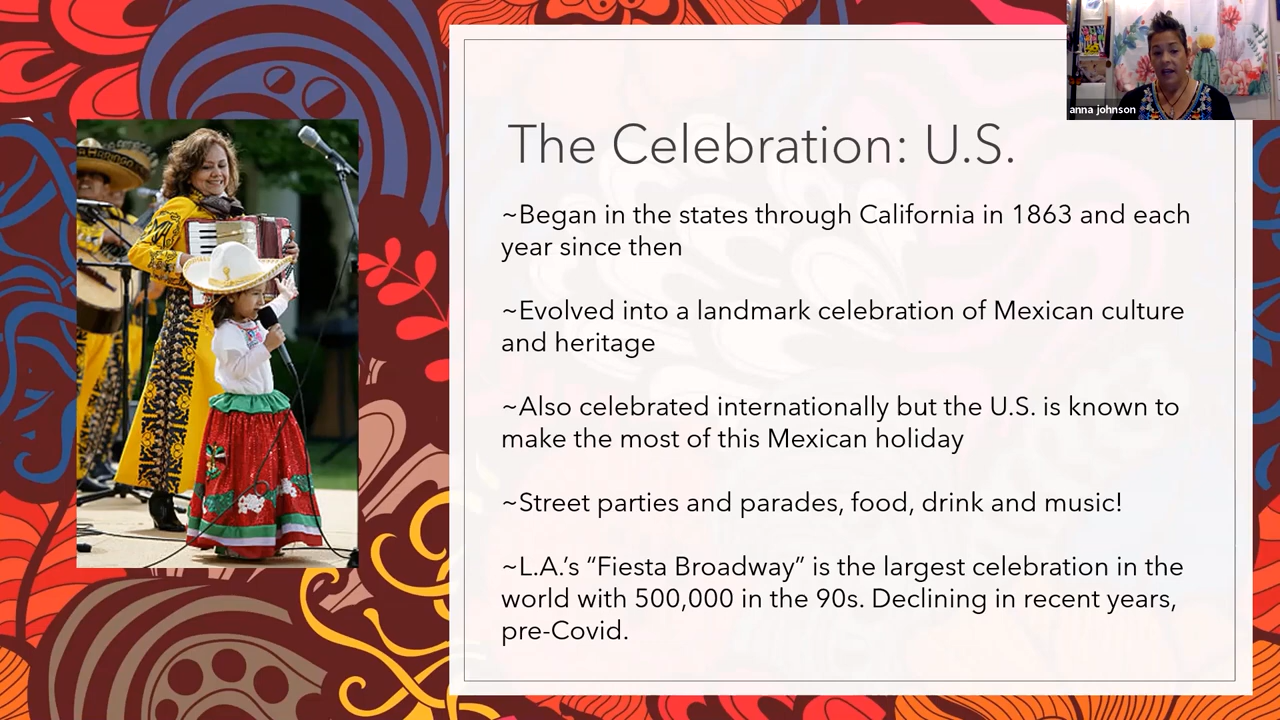 anna johnson
The Celebration: U.S.
~Began in the states through California in 1863 and each
year since then
~Evolved into a landmark celebration of Mexican culture
and heritage
~Also celebrated internationally but the U.S. is known to
make the most of this Mexican holiday
~Street parties and parades, food, drink and music!
~L.A.’s “Fiesta Broadway” is the largest celebration in the
world with 500,000 in the 90s. Declining in recent years,
pre-Covid.